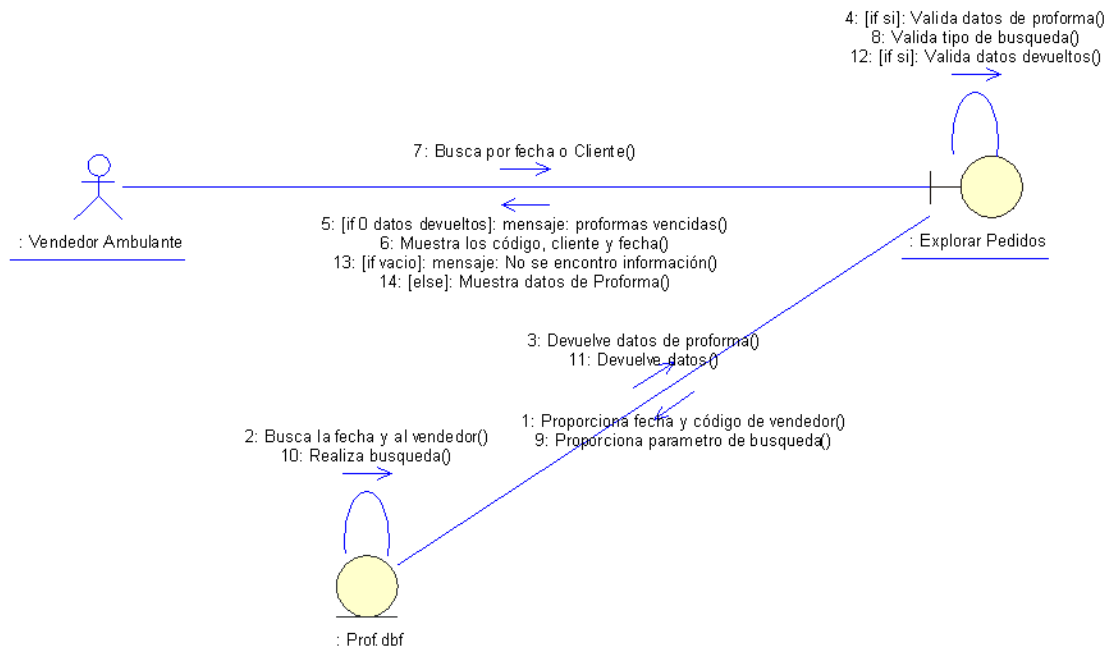 4: [if si]: Valida datos de proforma()
8: Valida tipo de busqueda()
12: [if si]: Valida datos devueltos()
7: Busca por fecha o Cliente()
: Vendedor Ambulante
5: [if 0 datos devueltos]: mensaje: proformas vencidas()
6: Muestra los código, cliente y fecha()
13: [if vacio]: mensaje: No se encontro información()
14: [else]: Muestra datos de Proforma()
: Explorar Pedidos
3: Devuelve datos de proforma()
11: Devuelve datos()
1: Proporciona fecha y código de vendedor()
9: Proporciona parametro de busqueda()
2: Busca la fecha y al vendedor()
10: Realiza busqueda()
: Prof.dbf